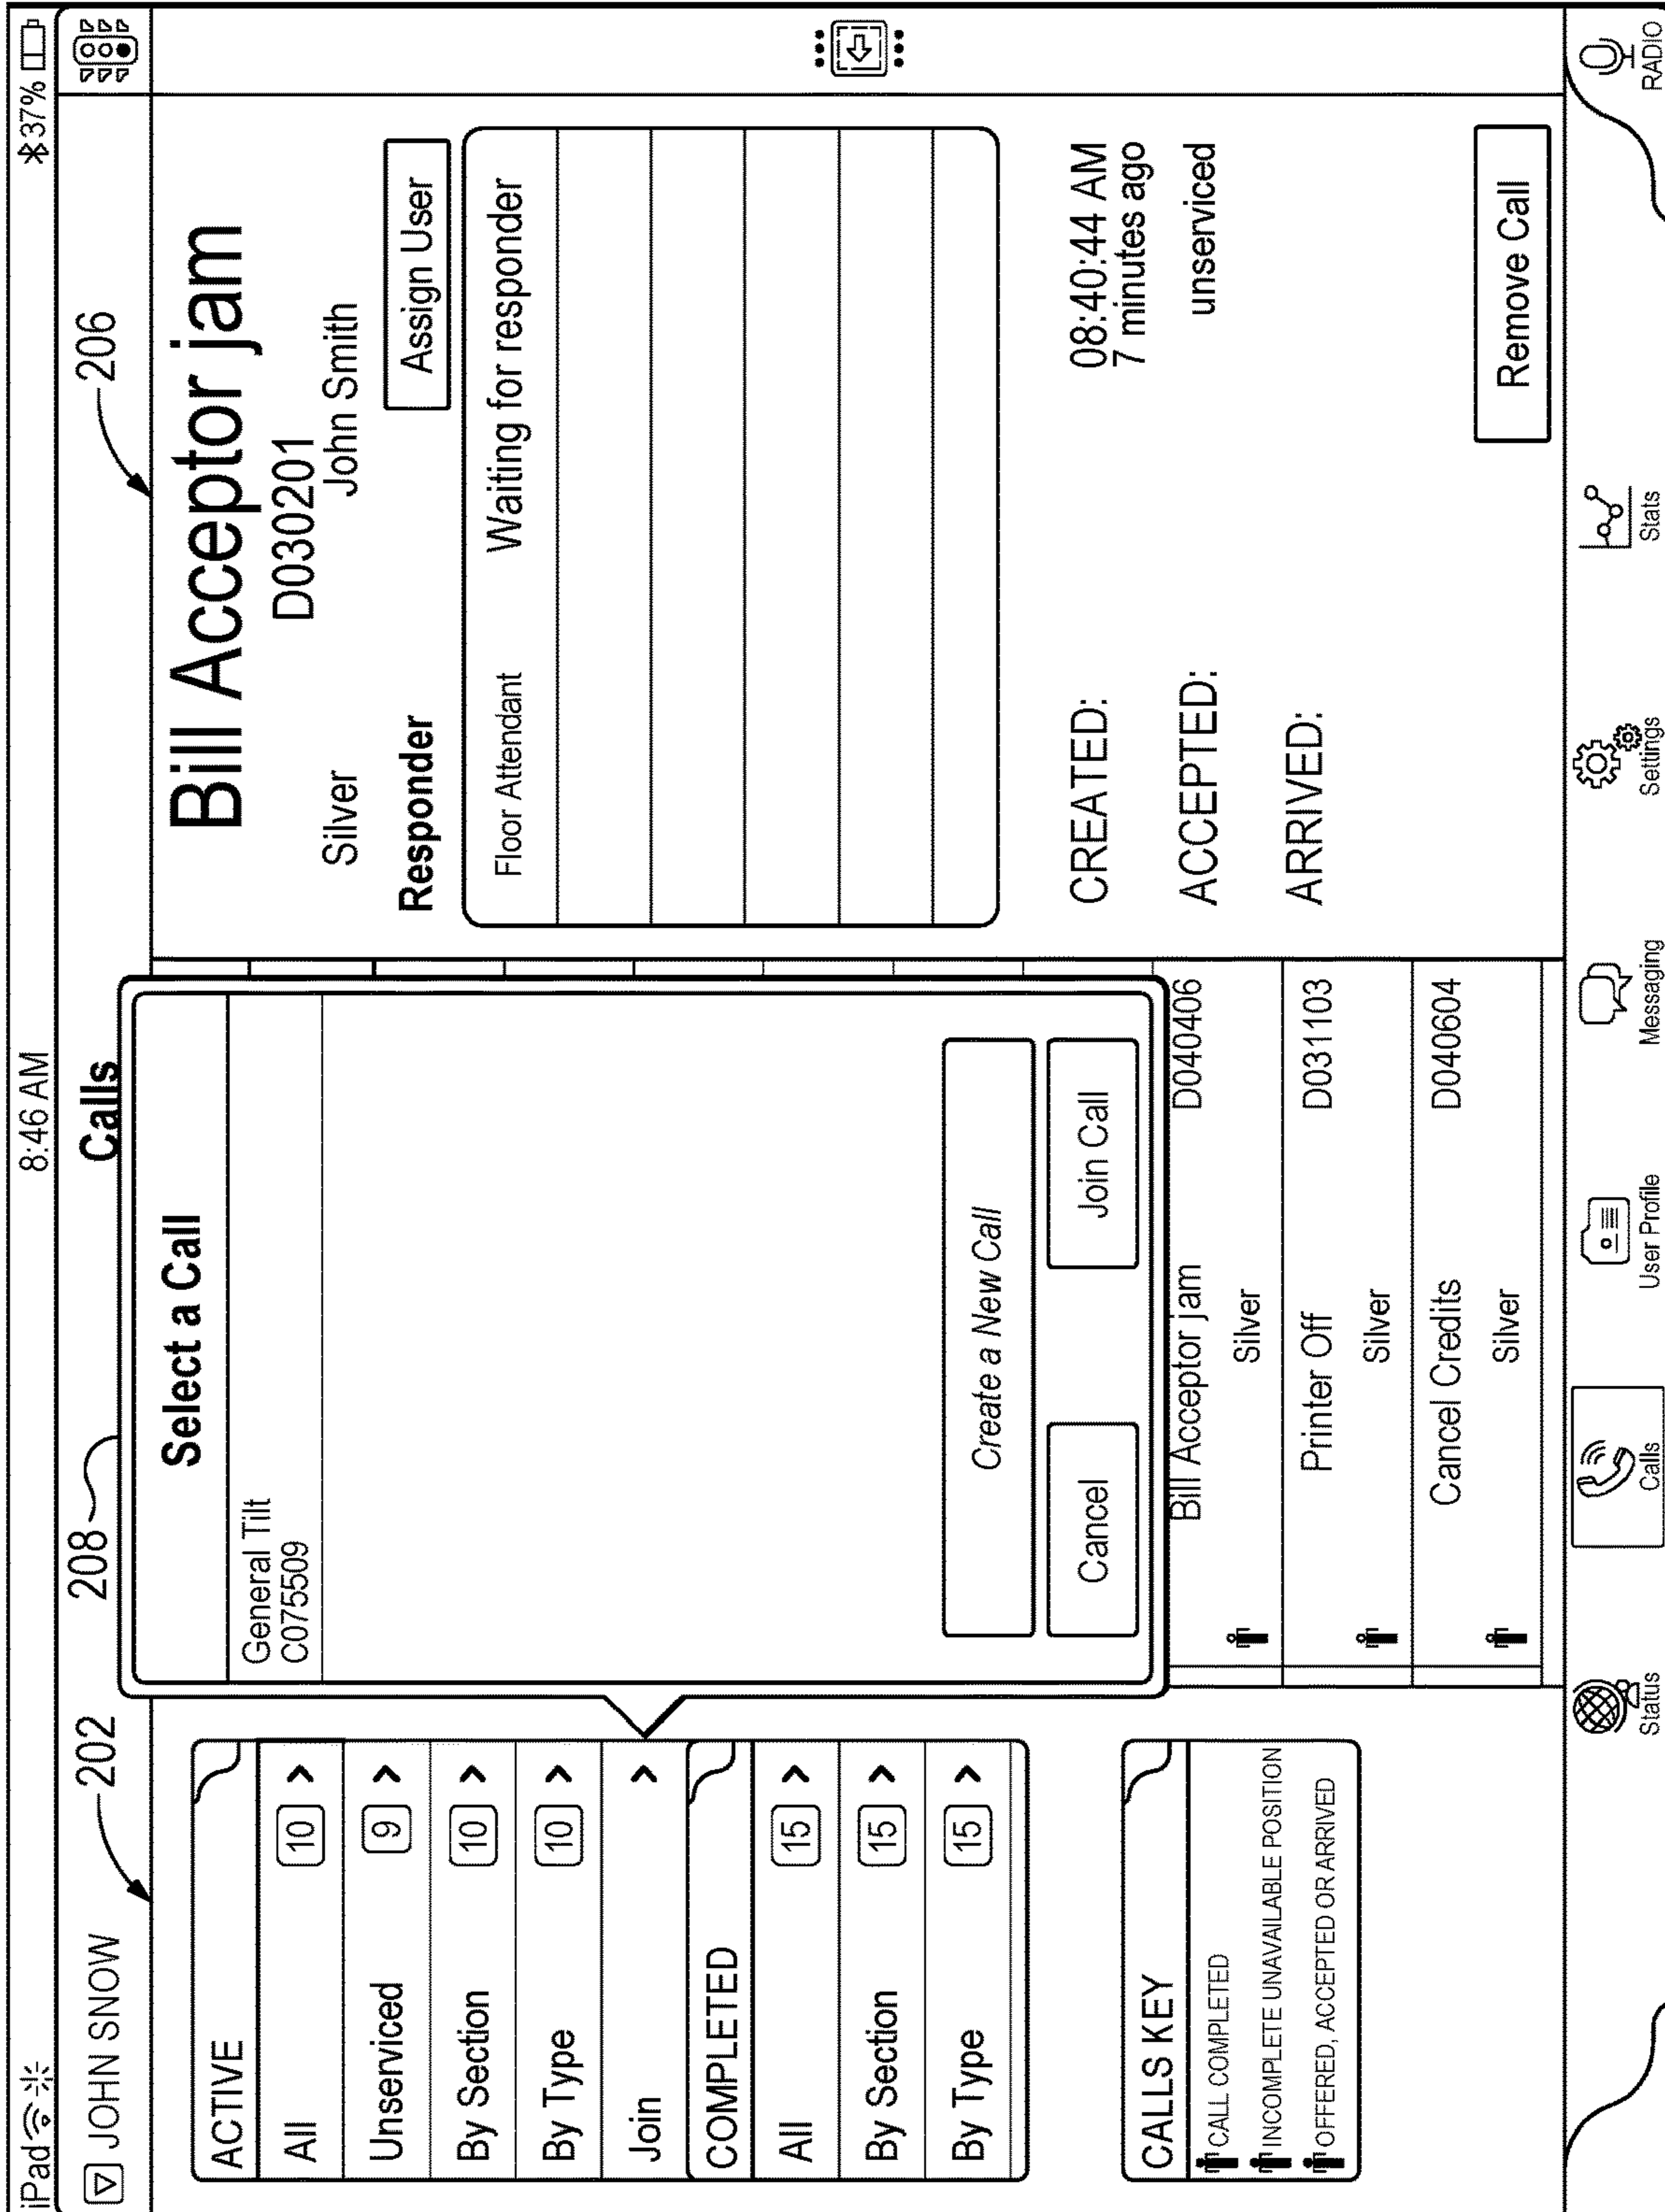 iPad 8:46 AM 37%
JOHN SNOW
Calls
202
208
206
ACTIVE
All 10 >
Unserviced 9 >
By Section 10 >
By Type 10 >
Join >
COMPLETED
All 15 >
By Section 15 >
By Type 15 >
CALLS KEY
CALL COMPLETED
INCOMPLETE UNAVAILABLE POSITION
OFFERED, ACCEPTED OR ARRIVED
Select a Call
General Tilt
C075509
Create a New Call
Cancel Join Call
Bill Acceptor jam D040406
Silver
Printer Off D031103
Silver
Cancel Credits D040604
Silver
Bill Acceptor jam
D030201
Silver John Smith
Responder Assign User
Floor Attendant Waiting for responder
CREATED: 08:40:44 AM
7 minutes ago
ACCEPTED: unserviced
ARRIVED:
Remove Call
Status Calls User Profile Messaging Settings Stats RADIO